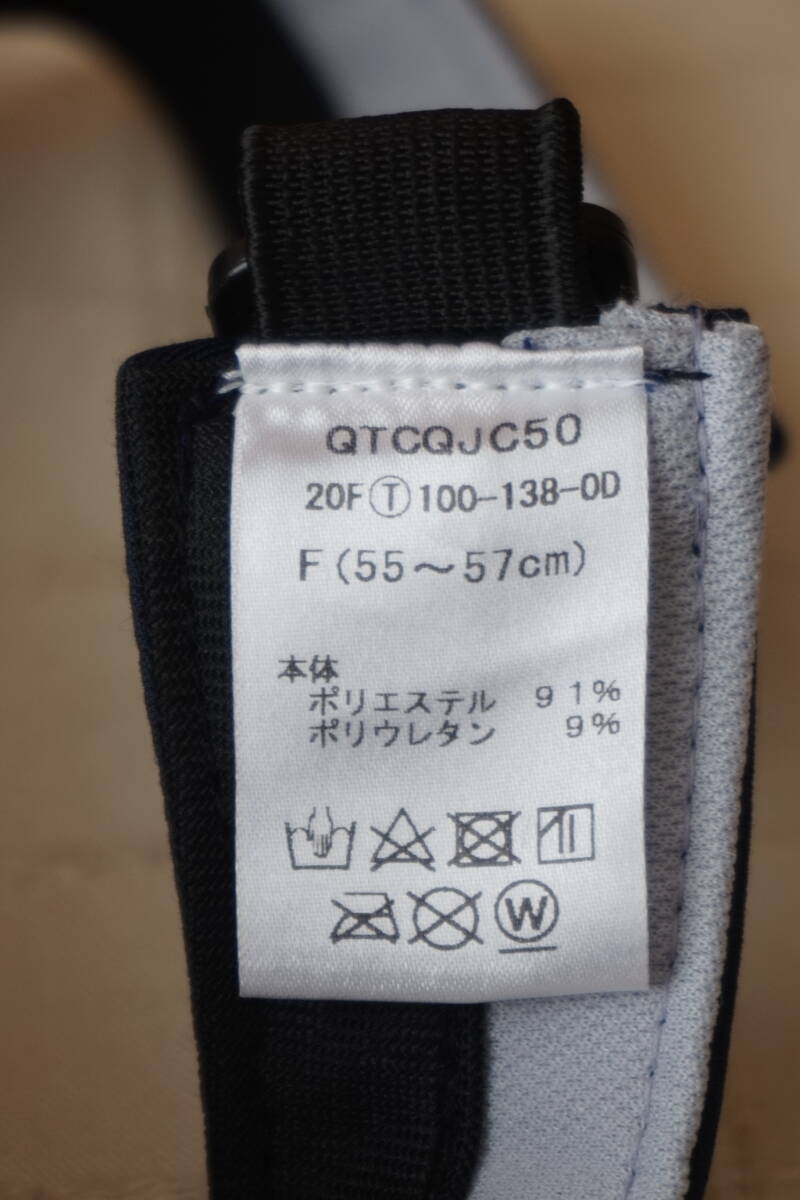 QTCQJC50
20FⓉ100-138-0D
F(55～57cm)
本体
ポリエステル 91%
ポリウレタン 9%
W